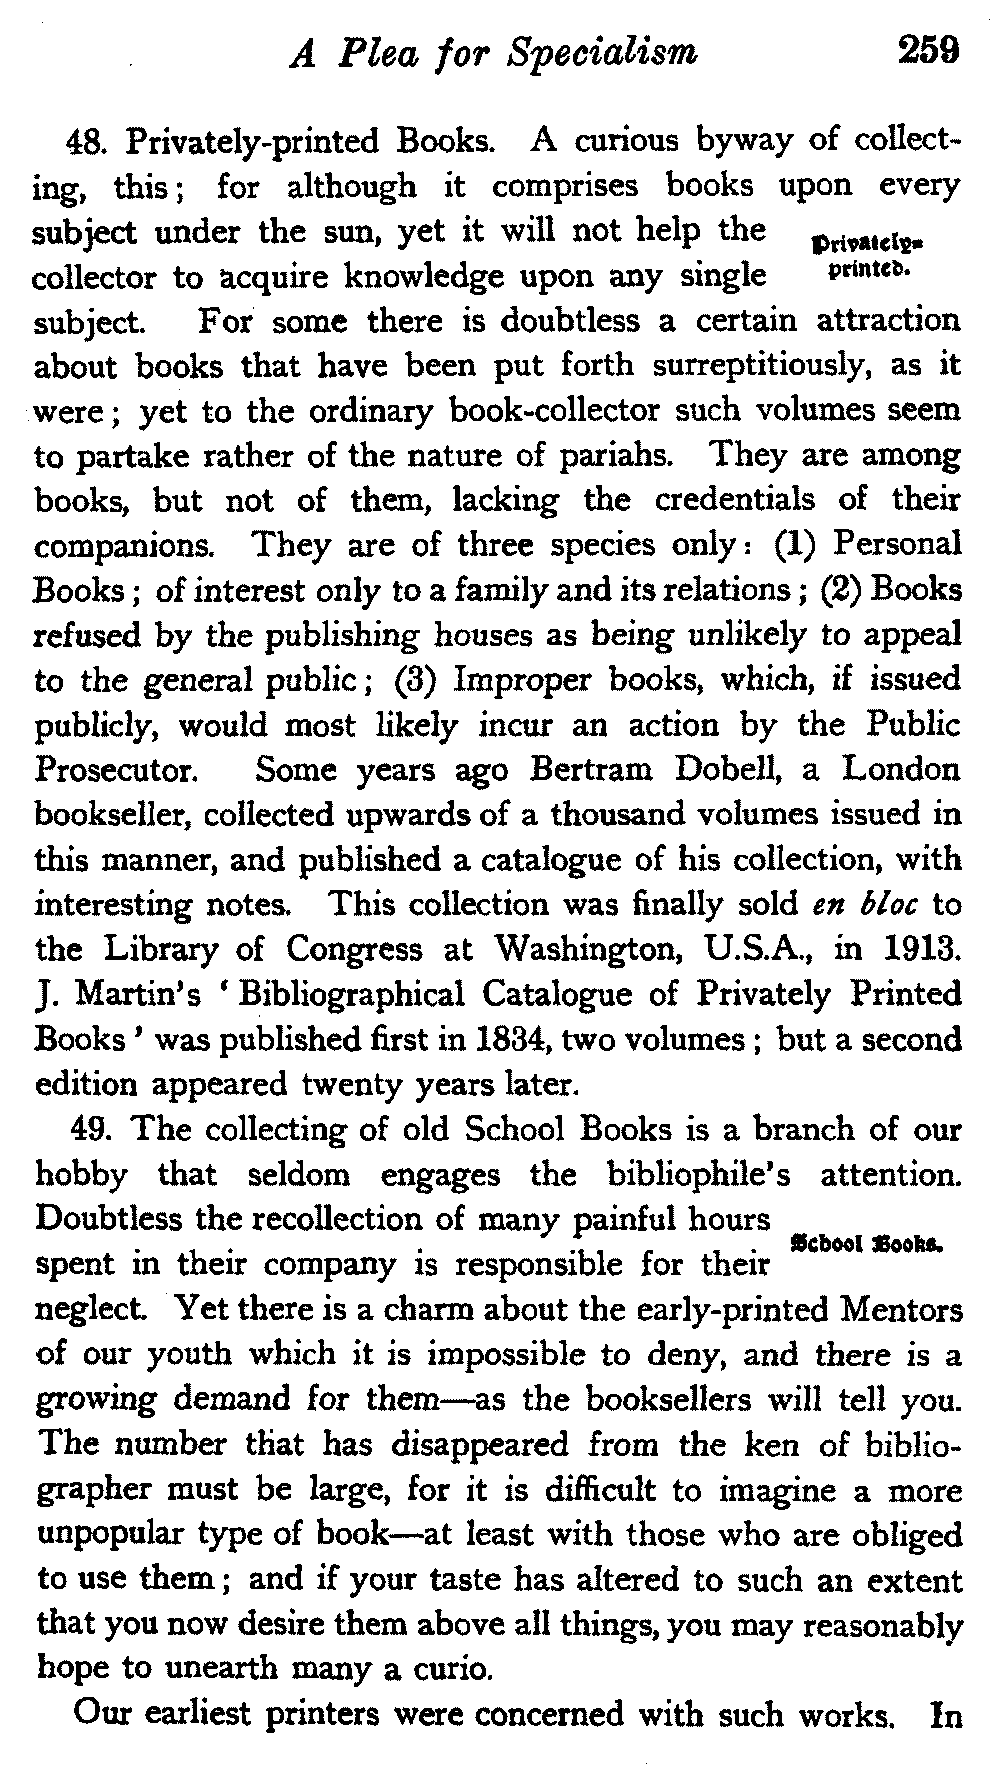 A Plea for Specialism 259
48. Privately-printed Books. A curious byway of collect-
ing, this; for although it comprises books upon every
subject under the sun, yet it will not help the
Privately-
collector to acquire knowledge upon any single
printed.
subject. For some there is doubtless a certain attraction
about books that have been put forth surreptitiously, as it
were; yet to the ordinary book-collector such volumes seem
to partake rather of the nature of pariahs. They are among
books, but not of them, lacking the credentials of their
companions. They are of three species only: (1) Personal
Books; of interest only to a family and its relations; (2) Books
refused by the publishing houses as being unlikely to appeal
to the general public; (3) Improper books, which, if issued
publicly, would most likely incur an action by the Public
Prosecutor. Some years ago Bertram Dobell, a London
bookseller, collected upwards of a thousand volumes issued in
this manner, and published a catalogue of his collection, with
interesting notes. This collection was finally sold en bloc to
the Library of Congress at Washington, U.S.A., in 1913.
J. Martin's ‘Bibliographical Catalogue of Privately Printed
Books’ was published first in 1834, two volumes; but a second
edition appeared twenty years later.
49. The collecting of old School Books is a branch of our
hobby that seldom engages the bibliophile's attention.
Doubtless the recollection of many painful hours
School Books.
spent in their company is responsible for their
neglect. Yet there is a charm about the early-printed Mentors
of our youth which it is impossible to deny, and there is a
growing demand for them—as the booksellers will tell you.
The number that has disappeared from the ken of biblio-
grapher must be large, for it is difficult to imagine a more
unpopular type of book—at least with those who are obliged
to use them; and if your taste has altered to such an extent
that you now desire them above all things, you may reasonably
hope to unearth many a curio.
Our earliest printers were concerned with such works. In